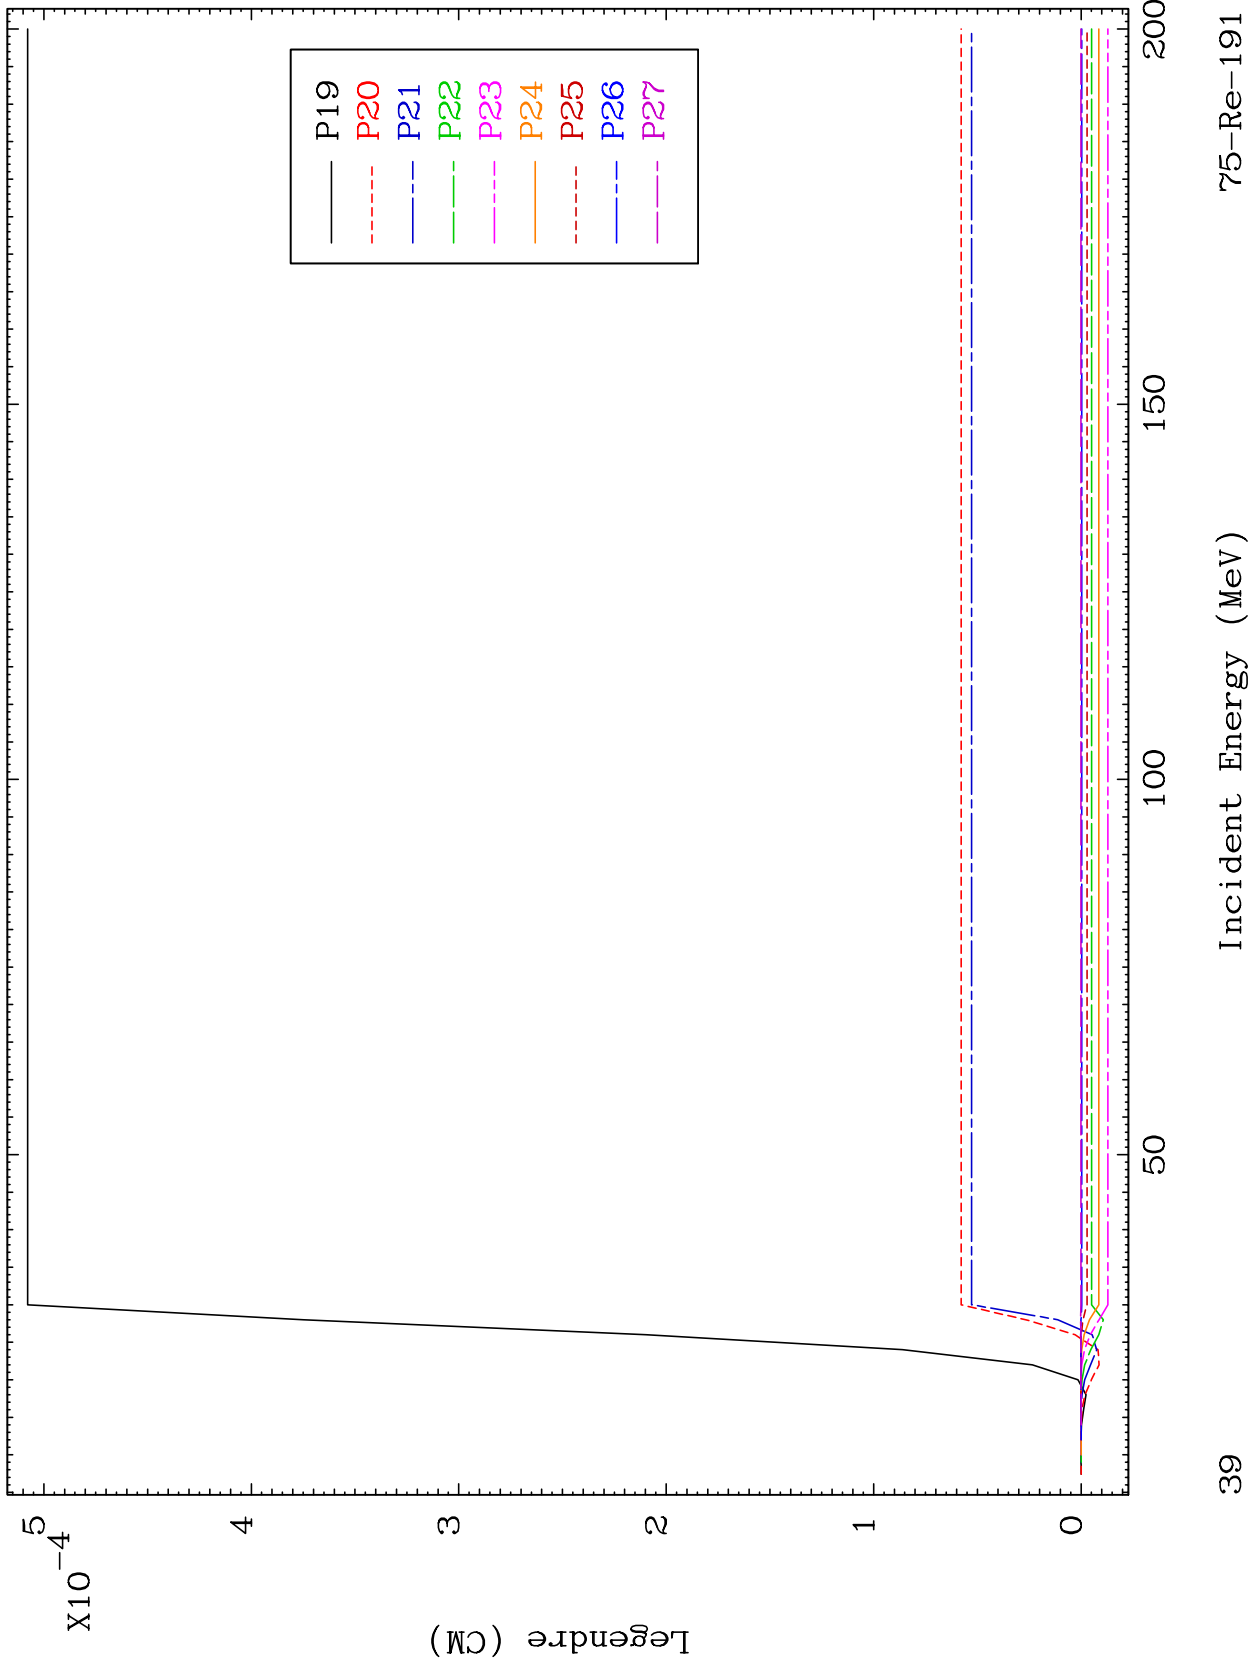 X10
-4
5
4
3
2
1
0
Legendre (CM)
P19
P20
P21
P22
P23
P24
P25
P26
P27
50
100
150
200
39
Incident Energy (MeV)
75-Re-191